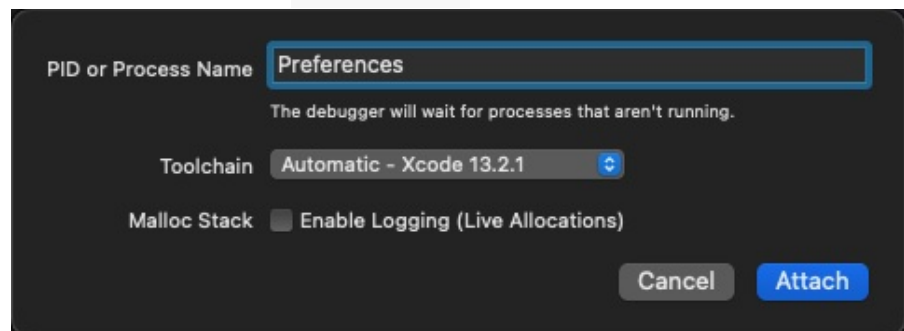 PID or Process Name Preferences
The debugger will wait for processes that aren't running.
Toolchain Automatic - Xcode 13.2.1
Malloc Stack Enable Logging (Live Allocations)
Cancel Attach